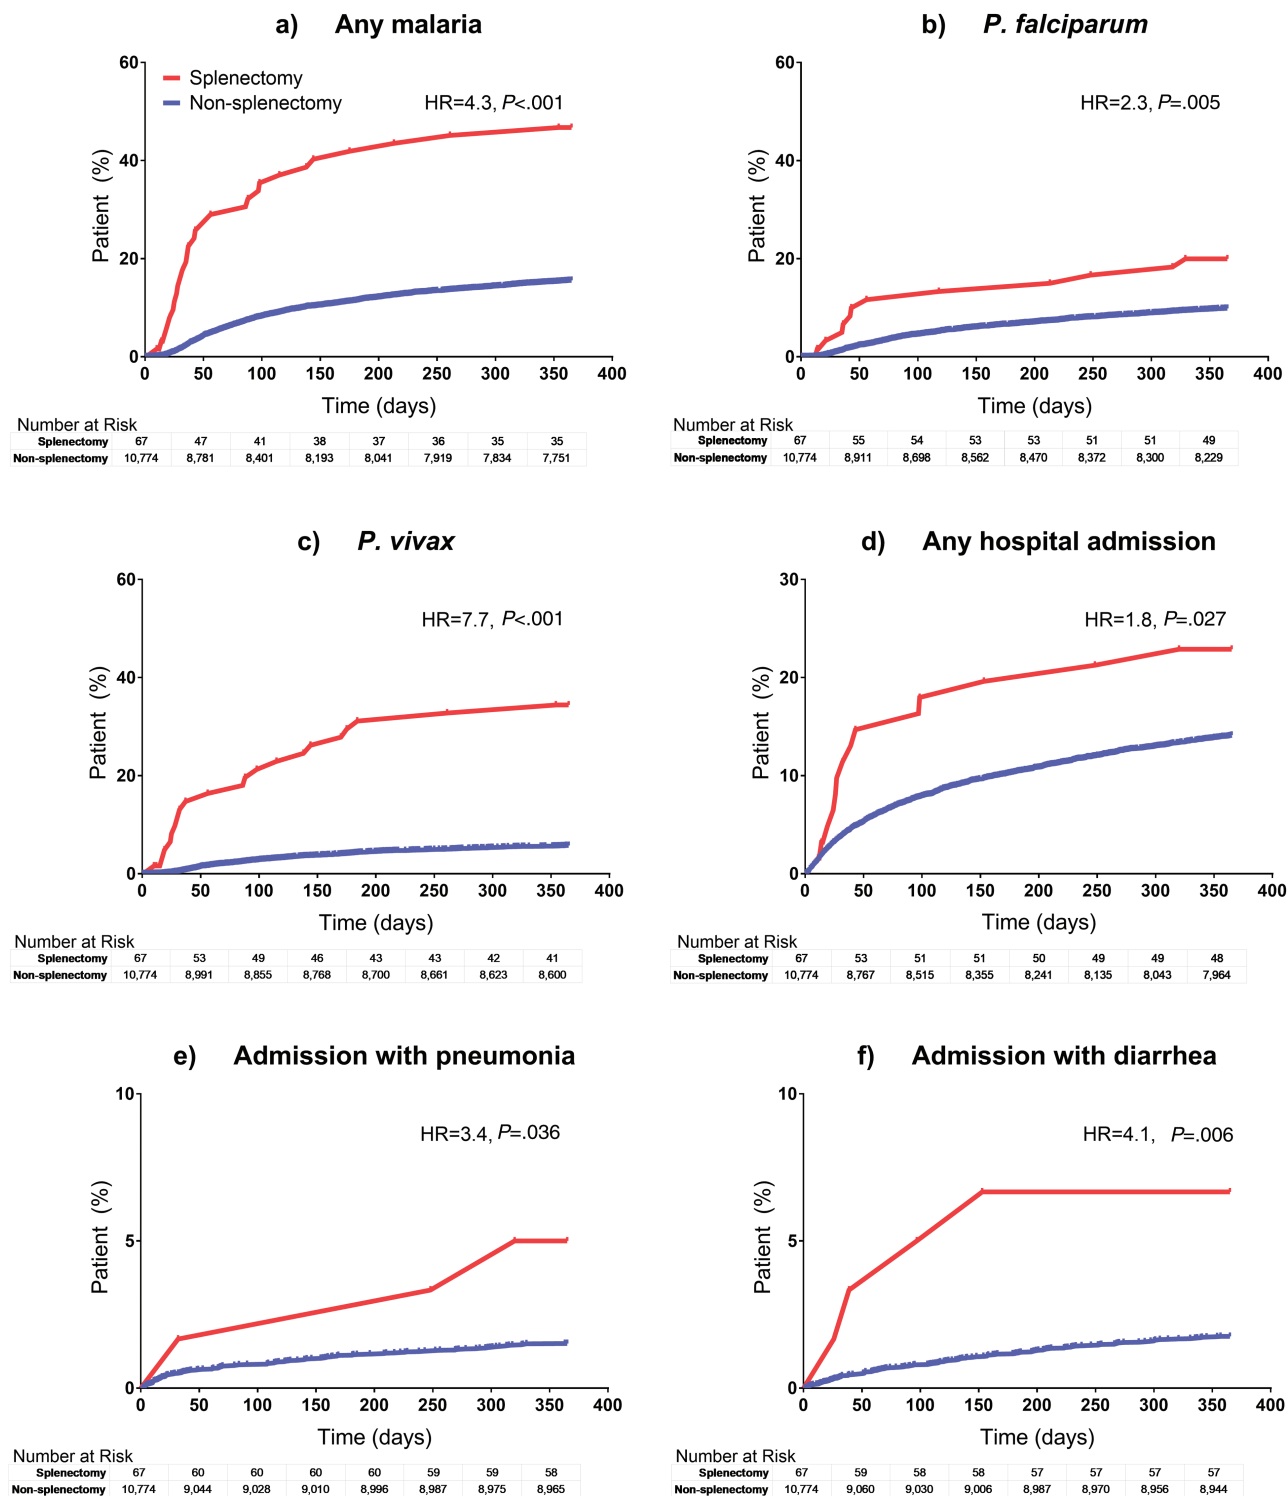 a) Any malaria
60
Splenectomy
Non-splenectomy
HR=4.3, P<.001
40
20
0
Patient (%)
0 50 100 150 200 250 300 350 400
Time (days)
Number at Risk
Splenectomy 67 47 41 38 37 36 35 35
Non-splenectomy 10,774 8,781 8,401 8,193 8,041 7,919 7,834 7,751
b) P. falciparum
60
HR=2.3, P=.005
40
20
0
Patient (%)
0 50 100 150 200 250 300 350 400
Time (days)
Number at Risk
Splenectomy 67 55 54 53 53 51 51 49
Non-splenectomy 10,774 8,911 8,698 8,562 8,470 8,372 8,300 8,229
c) P. vivax
60
HR=7.7, P<.001
40
20
0
Patient (%)
0 50 100 150 200 250 300 350 400
Time (days)
Number at Risk
Splenectomy 67 53 49 46 43 43 42 41
Non-splenectomy 10,774 8,991 8,855 8,768 8,700 8,661 8,623 8,600
d) Any hospital admission
30
HR=1.8, P=.027
20
10
0
Patient (%)
0 50 100 150 200 250 300 350 400
Time (days)
Number at Risk
Splenectomy 67 53 51 51 50 49 49 48
Non-splenectomy 10,774 8,767 8,515 8,355 8,241 8,135 8,043 7,964
e) Admission with pneumonia
10
HR=3.4, P=.036
5
0
Patient (%)
0 50 100 150 200 250 300 350 400
Time (days)
Number at Risk
Splenectomy 67 60 60 60 60 59 59 58
Non-splenectomy 10,774 9,044 9,028 9,010 8,996 8,987 8,975 8,965
f) Admission with diarrhea
10
HR=4.1, P=.006
5
0
Patient (%)
0 50 100 150 200 250 300 350 400
Time (days)
Number at Risk
Splenectomy 67 59 58 58 57 57 57 57
Non-splenectomy 10,774 9,060 9,030 9,006 8,987 8,970 8,956 8,944